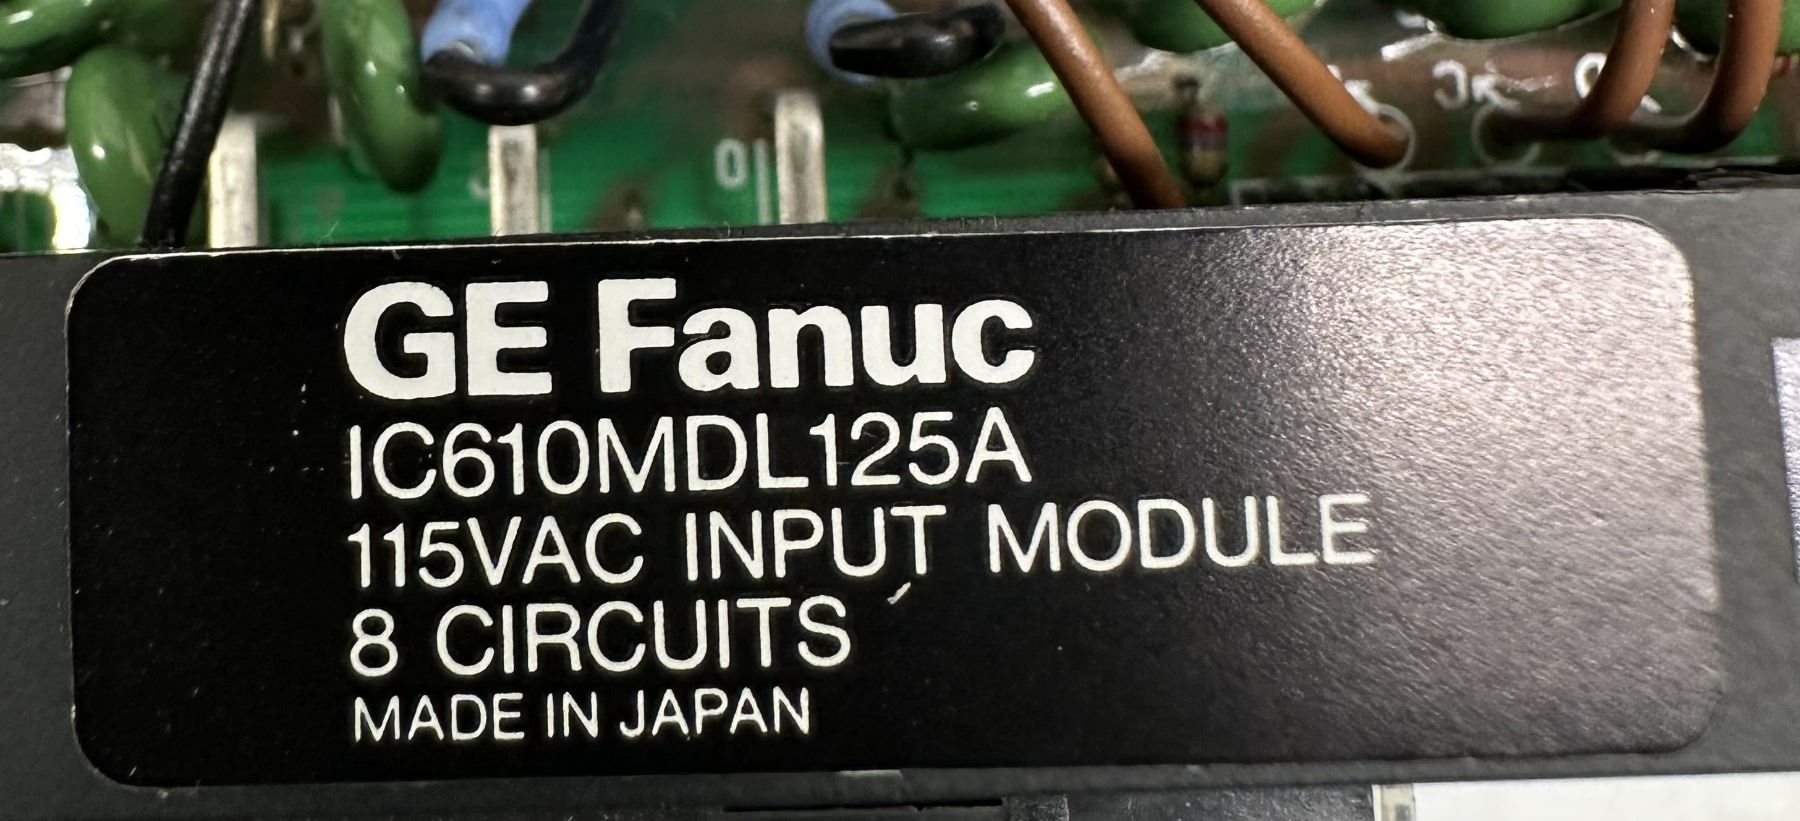 GE Fanuc
IC610MDL125A
115VAC INPUT MODULE
8 CIRCUITS
MADE IN JAPAN